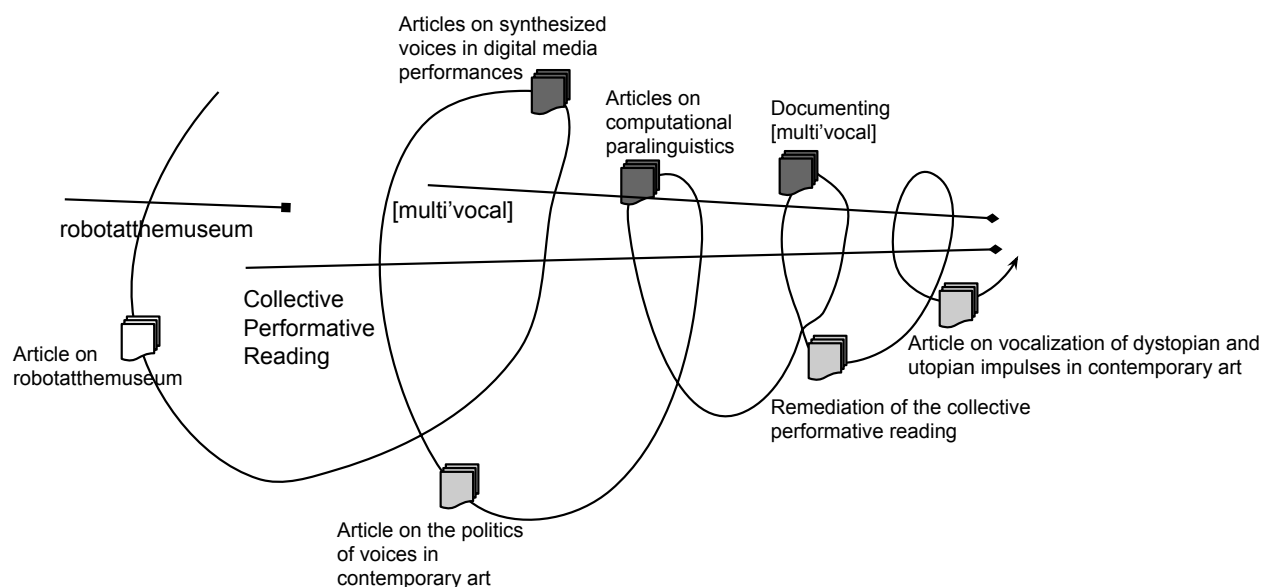 Articles on synthesized
voices in digital media
performances
Articles on
computational
paralinguistics
Documenting
[multi’vocal]
robotatthemuseum
[multi’vocal]
Collective
Performative
Reading
Article on
robotatthemuseum
Article on vocalization of dystopian and
utopian impulses in contemporary art
Remediation of the collective
performative reading
Article on the politics
of voices in
contemporary art